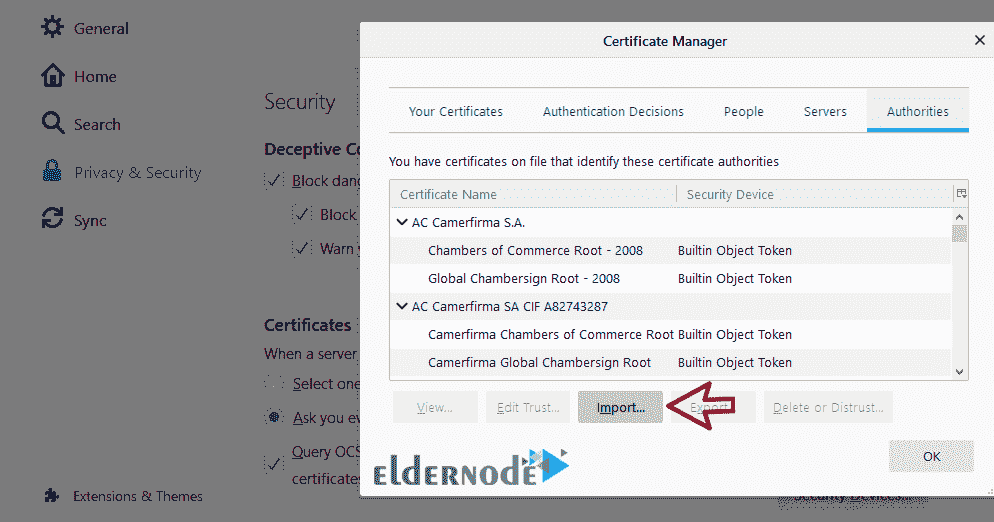 General
Home
Search
Privacy & Security
Sync
Extensions & Themes
Security
Deceptive Co
Block dang
Block
Warn y
Certificates
When a server
Select one
Ask you ev
Query OCS
certificates
Certificate Manager
Your Certificates Authentication Decisions People Servers Authorities
You have certificates on file that identify these certificate authorities
Certificate Name Security Device
AC Camerfirma S.A.
Chambers of Commerce Root - 2008 Builtin Object Token
Global Chambersign Root - 2008 Builtin Object Token
AC Camerfirma SA CIF A82743287
Camerfirma Chambers of Commerce Root Builtin Object Token
Camerfirma Global Chambersign Root Builtin Object Token
View... Edit Trust... Import... Export... Delete or Distrust...
OK
elderNode
Security Devices...